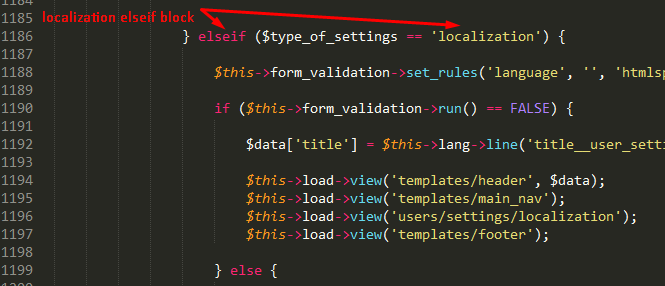 1184
localization elseif block
1185
1186 } elseif ($type_of_settings == 'localization') {
1187
1188 $this->form_validation->set_rules('language', '', 'htmlsp
1189
1190 if ($this->form_validation->run() == FALSE) {
1191
1192 $data['title'] = $this->lang->line('title__user_setti
1193
1194 $this->load->view('templates/header', $data);
1195 $this->load->view('templates/main_nav');
1196 $this->load->view('users/settings/localization');
1197 $this->load->view('templates/footer');
1198
1199 } else {